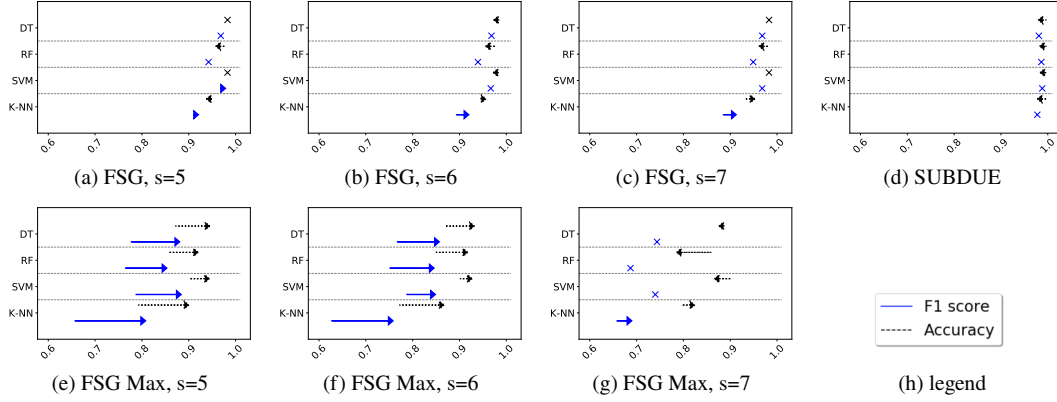 DT
RF
SVM
K-NN
0.6 0.7 0.8 0.9 1.0
(a) FSG, s=5
DT
RF
SVM
K-NN
0.6 0.7 0.8 0.9 1.0
(b) FSG, s=6
DT
RF
SVM
K-NN
0.6 0.7 0.8 0.9 1.0
(c) FSG, s=7
DT
RF
SVM
K-NN
0.6 0.7 0.8 0.9 1.0
(d) SUBDUE
DT
RF
SVM
K-NN
0.6 0.7 0.8 0.9 1.0
(e) FSG Max, s=5
DT
RF
SVM
K-NN
0.6 0.7 0.8 0.9 1.0
(f) FSG Max, s=6
DT
RF
SVM
K-NN
0.6 0.7 0.8 0.9 1.0
(g) FSG Max, s=7
F1 score
Accuracy
(h) legend